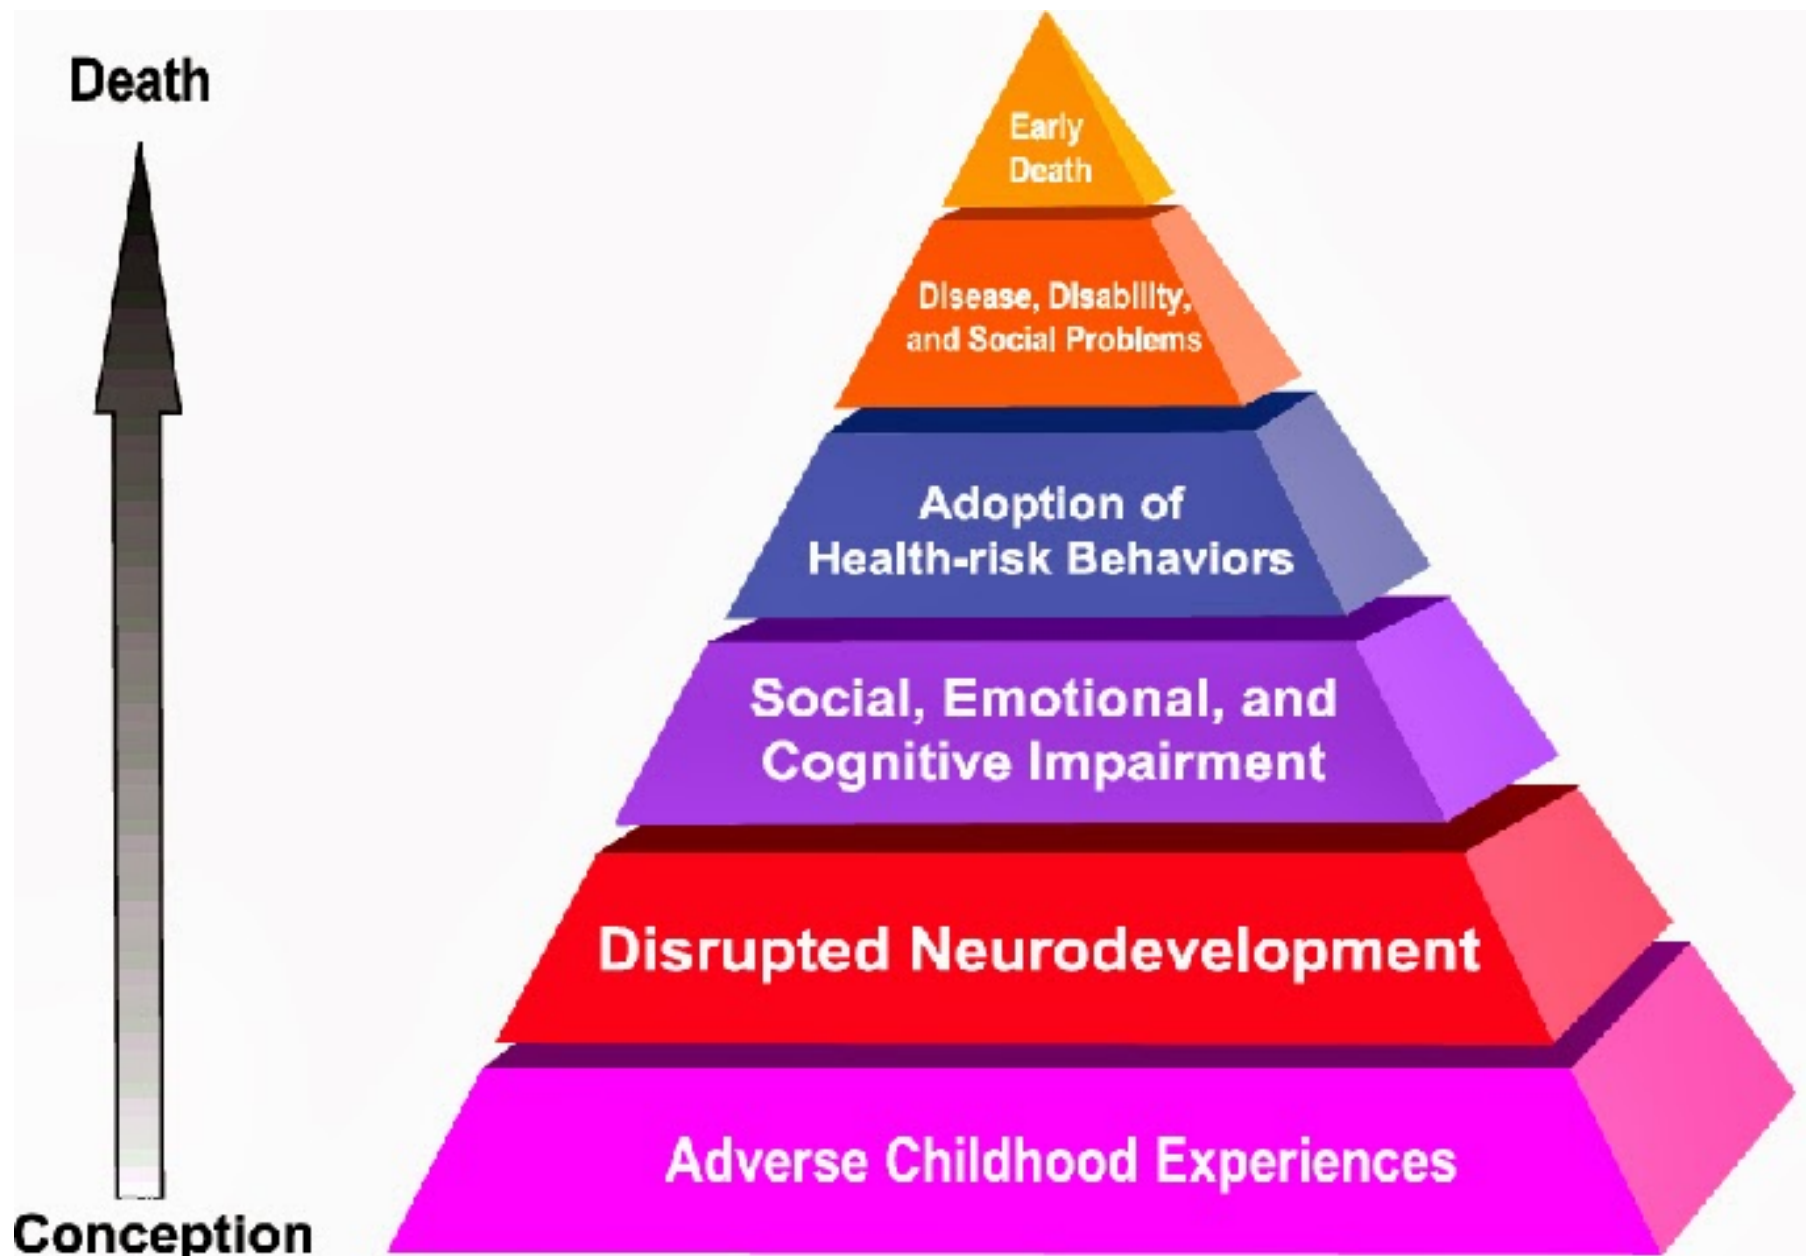 Death
Early
Death
Disease, Disability,
and Social Problems
Adoption of
Health-risk Behaviors
Social, Emotional, and
Cognitive Impairment
Disrupted Neurodevelopment
Adverse Childhood Experiences
Conception